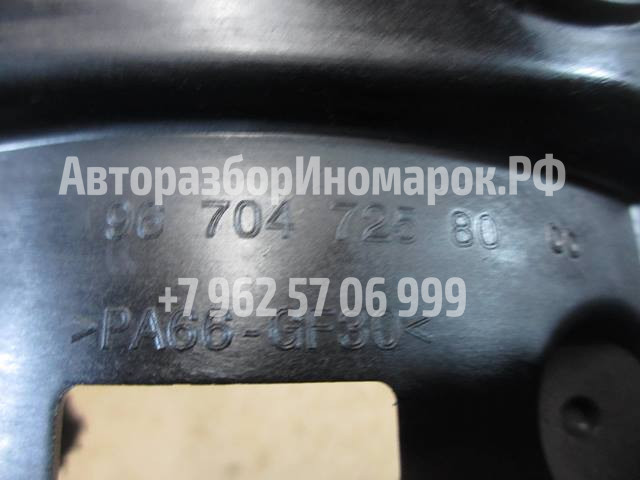 АвторазборИномарок.РФ
96 704 725 80
+7 962 57 06 999
>PA66-GF30<